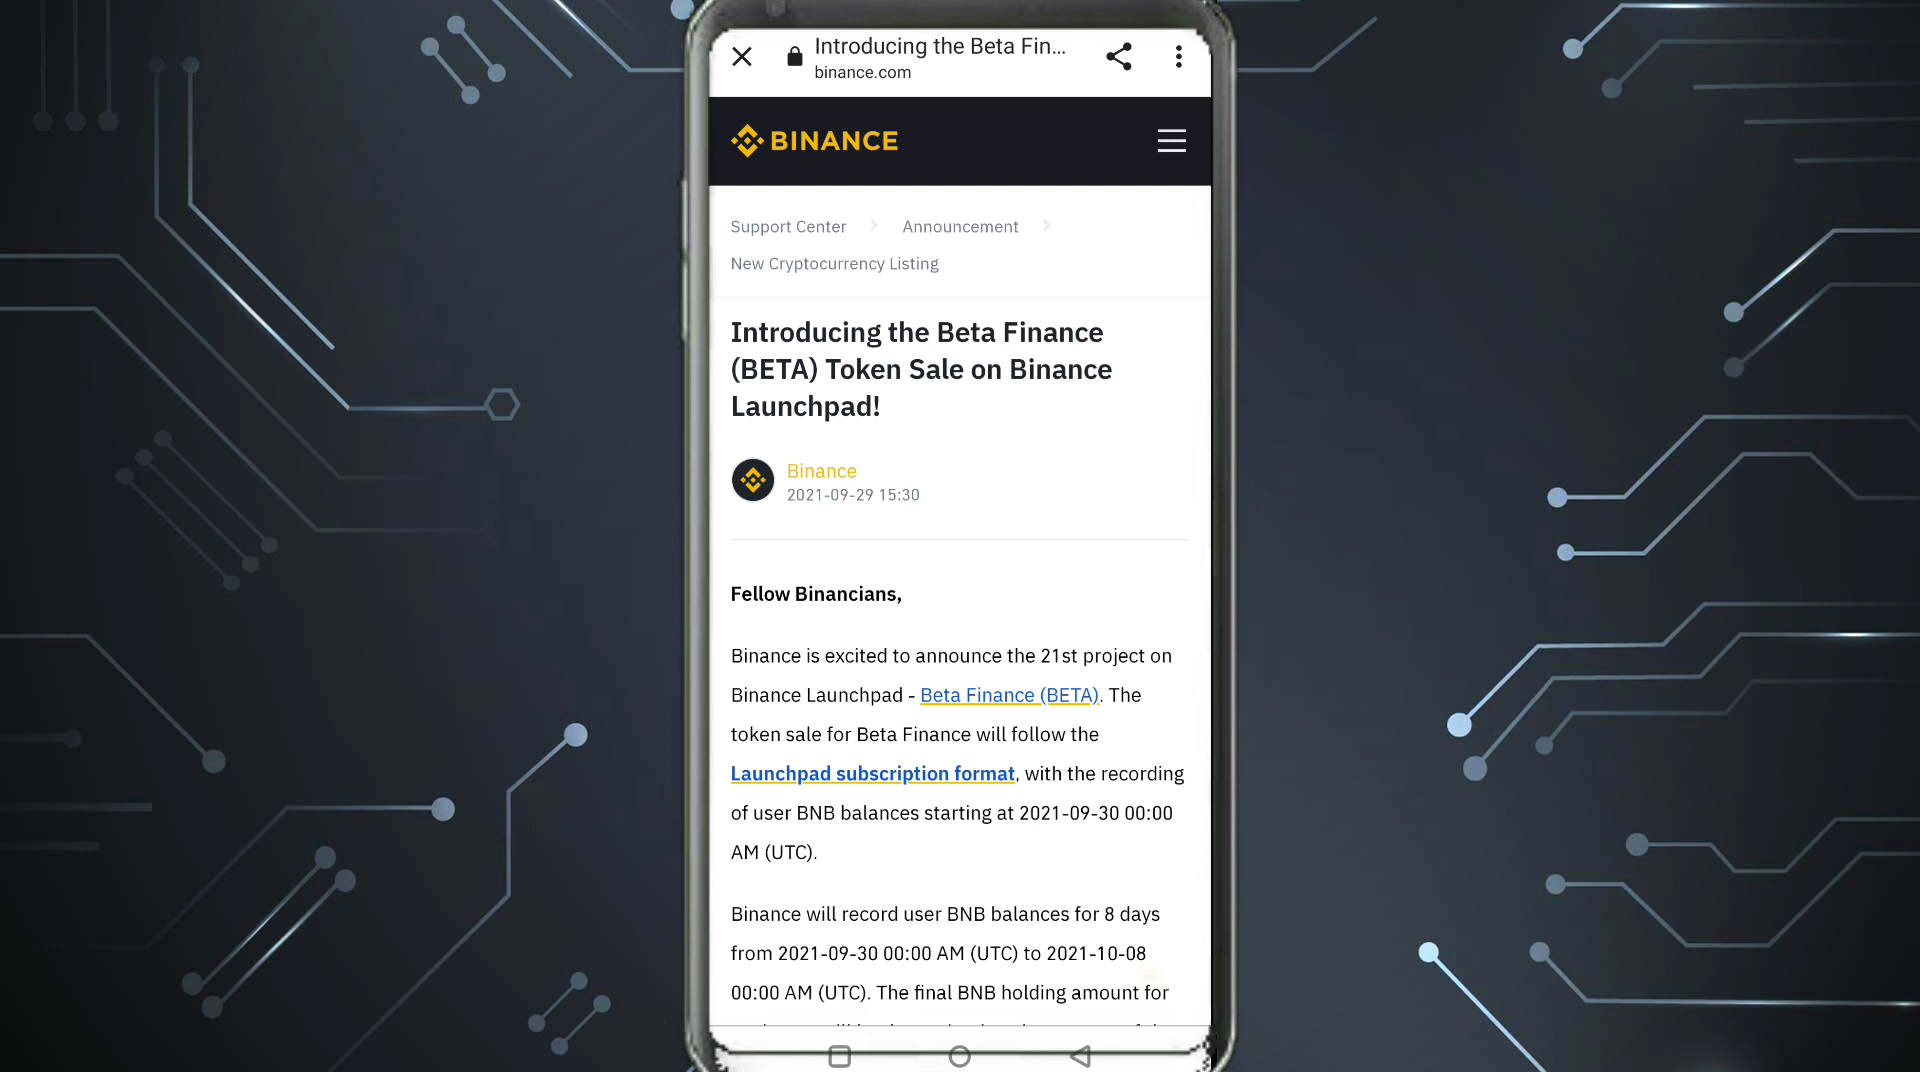 Introducing the Beta Fin...
binance.com
BINANCE
Support Center > Announcement >
New Cryptocurrency Listing
Introducing the Beta Finance
(BETA) Token Sale on Binance
Launchpad!
Binance
2021-09-29 15:30
Fellow Binancians,
Binance is excited to announce the 21st project on
Binance Launchpad - Beta Finance (BETA). The
token sale for Beta Finance will follow the
Launchpad subscription format, with the recording
of user BNB balances starting at 2021-09-30 00:00
AM (UTC).
Binance will record user BNB balances for 8 days
from 2021-09-30 00:00 AM (UTC) to 2021-10-08
00:00 AM (UTC). The final BNB holding amount for